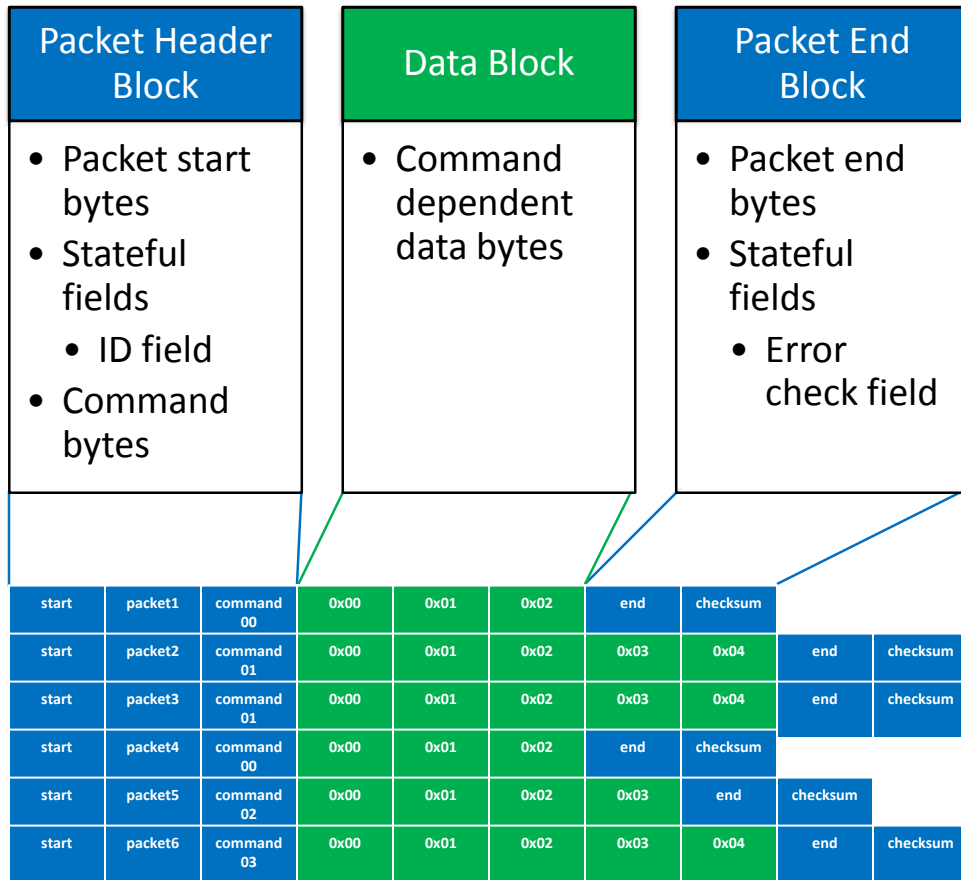 Packet Header
Block
• Packet start
bytes
• Stateful
fields
• ID field
• Command
bytes
Data Block
• Command
dependent
data bytes
Packet End
Block
• Packet end
bytes
• Stateful
fields
• Error
check field
start packet1 command 00 0x00 0x01 0x02 end checksum
start packet2 command 01 0x00 0x01 0x02 0x03 0x04 end checksum
start packet3 command 01 0x00 0x01 0x02 0x03 0x04 end checksum
start packet4 command 00 0x00 0x01 0x02 end checksum
start packet5 command 02 0x00 0x01 0x02 0x03 end checksum
start packet6 command 03 0x00 0x01 0x02 0x03 0x04 end checksum